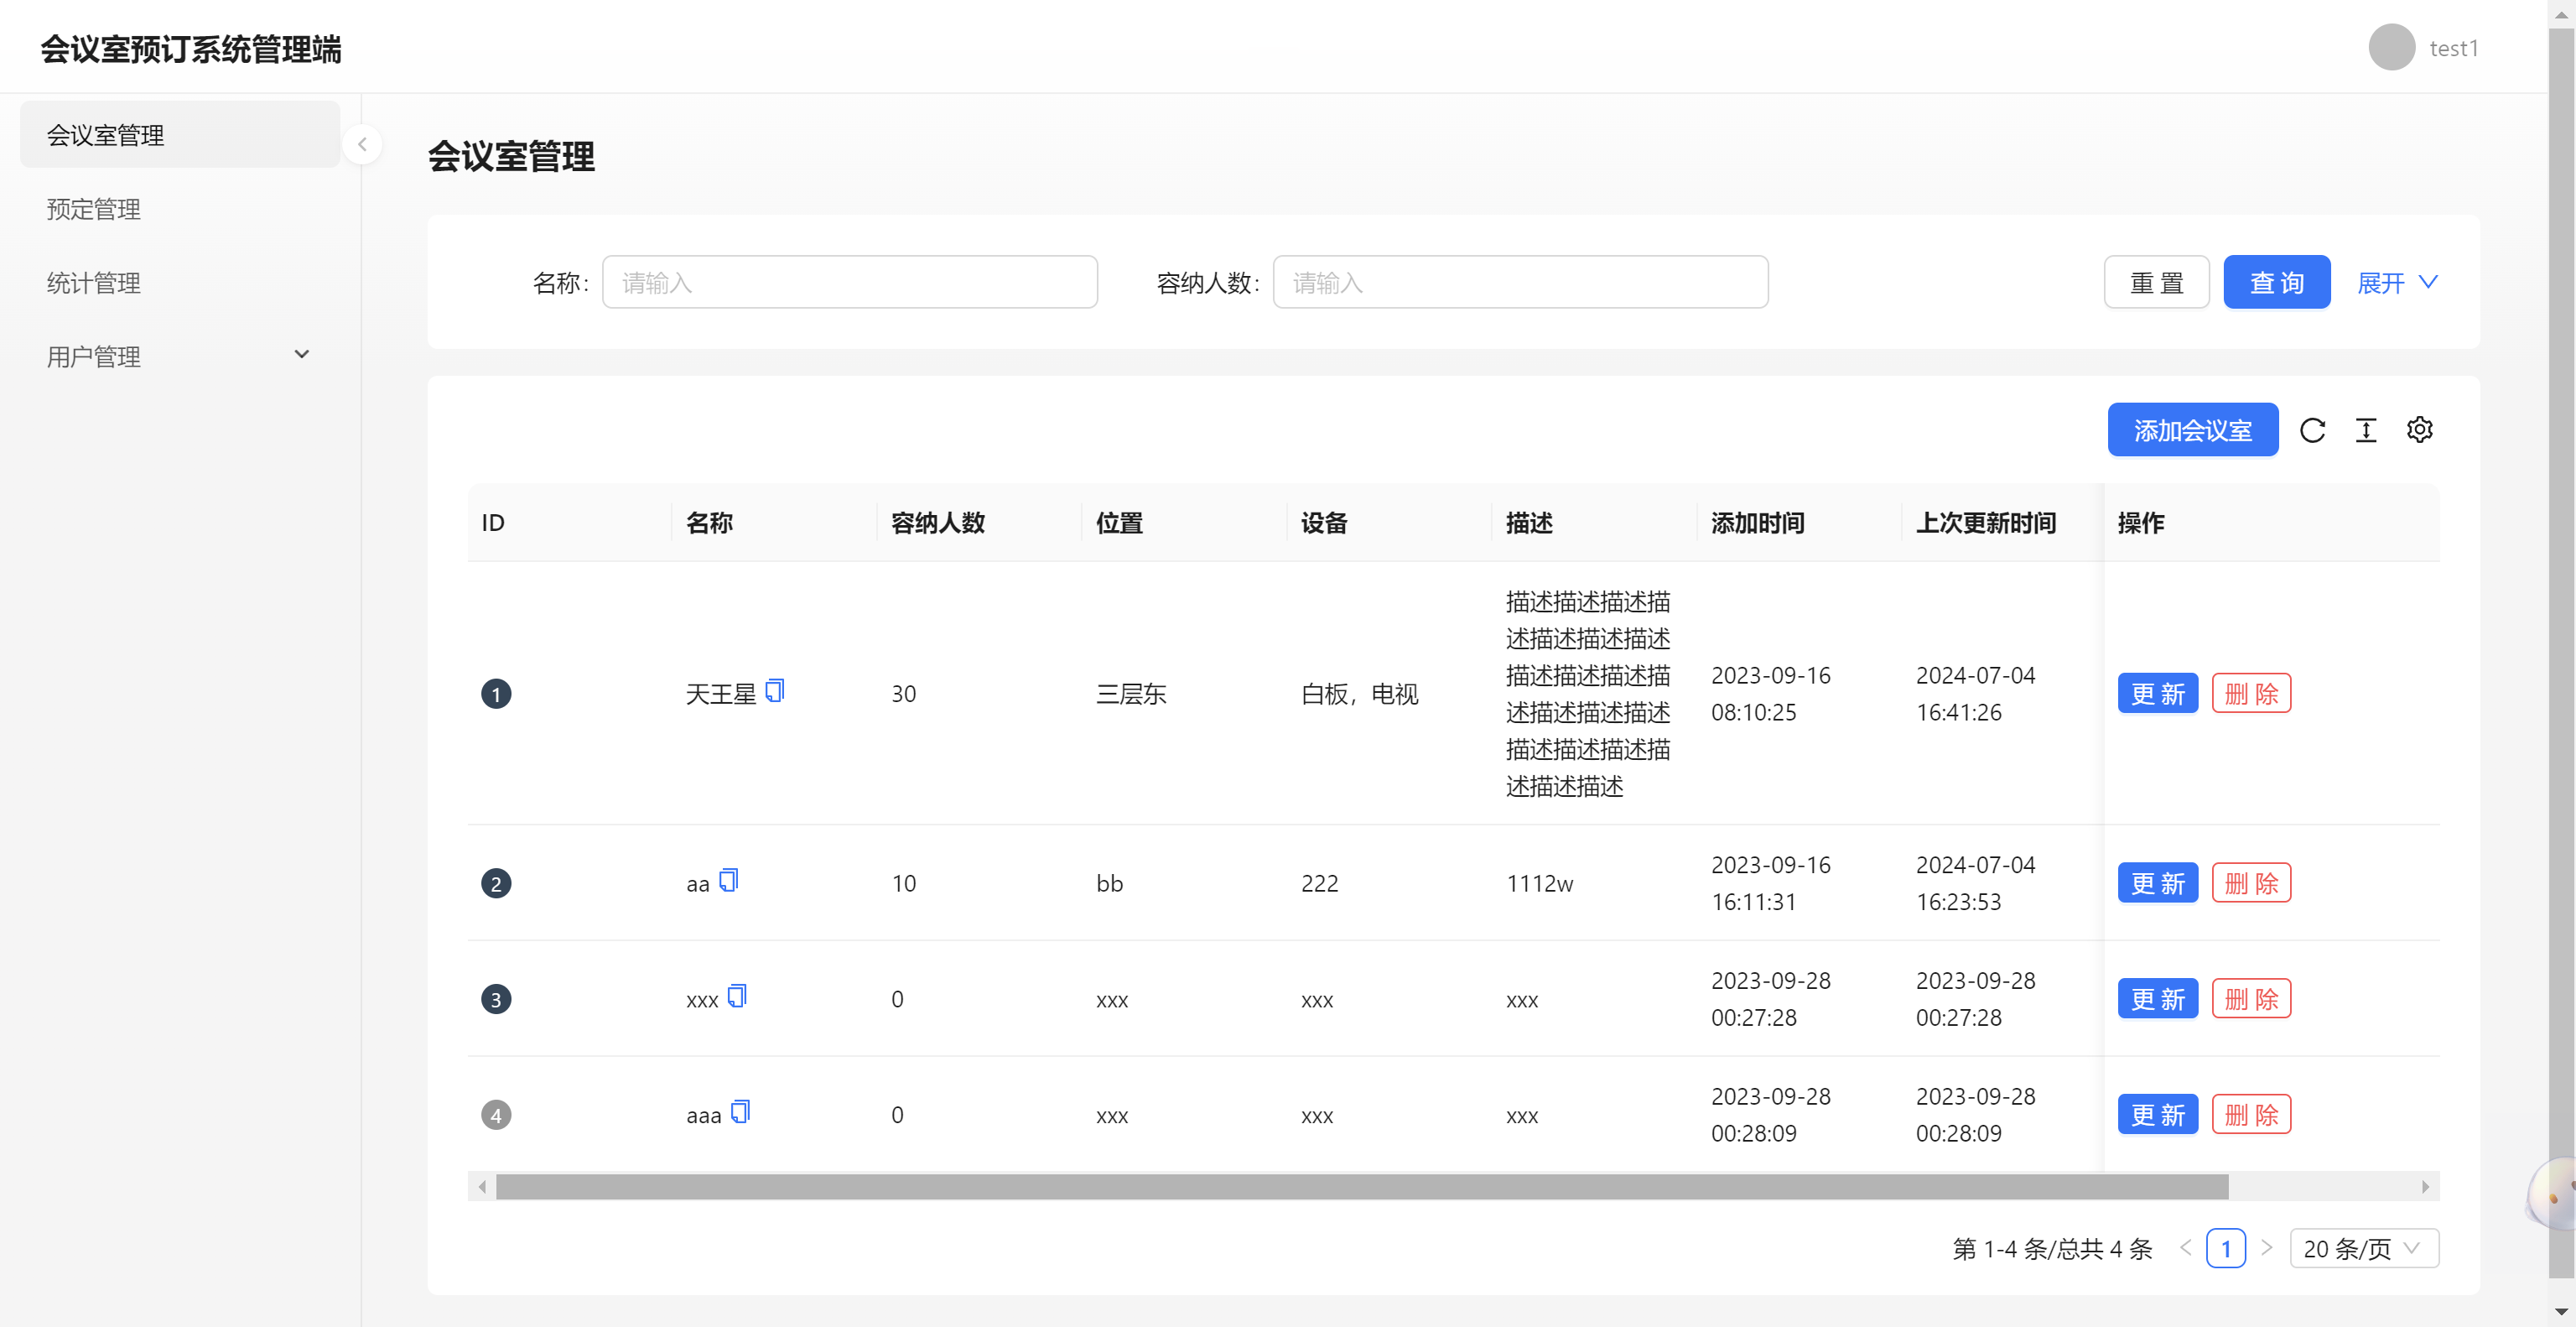 会议室预订系统管理端
test1
会议室管理
预定管理
统计管理
用户管理
会议室管理
名称:
请输入
容纳人数:
请输入
重 置
查 询
展开
添加会议室
ID
名称
容纳人数
位置
设备
描述
添加时间
上次更新时间
操作
1
天王星
30
三层东
白板，电视
描述描述描述描
述描述描述描述
描述描述描述描
述描述描述描述
描述描述描述描
述描述描述
2023-09-16
08:10:25
2024-07-04
16:41:26
更 新
删 除
2
aa
10
bb
222
1112w
2023-09-16
16:11:31
2024-07-04
16:23:53
更 新
删 除
3
xxx
0
xxx
xxx
xxx
2023-09-28
00:27:28
2023-09-28
00:27:28
更 新
删 除
4
aaa
0
xxx
xxx
xxx
2023-09-28
00:28:09
2023-09-28
00:28:09
更 新
删 除
第 1-4 条/总共 4 条
1
20 条/页